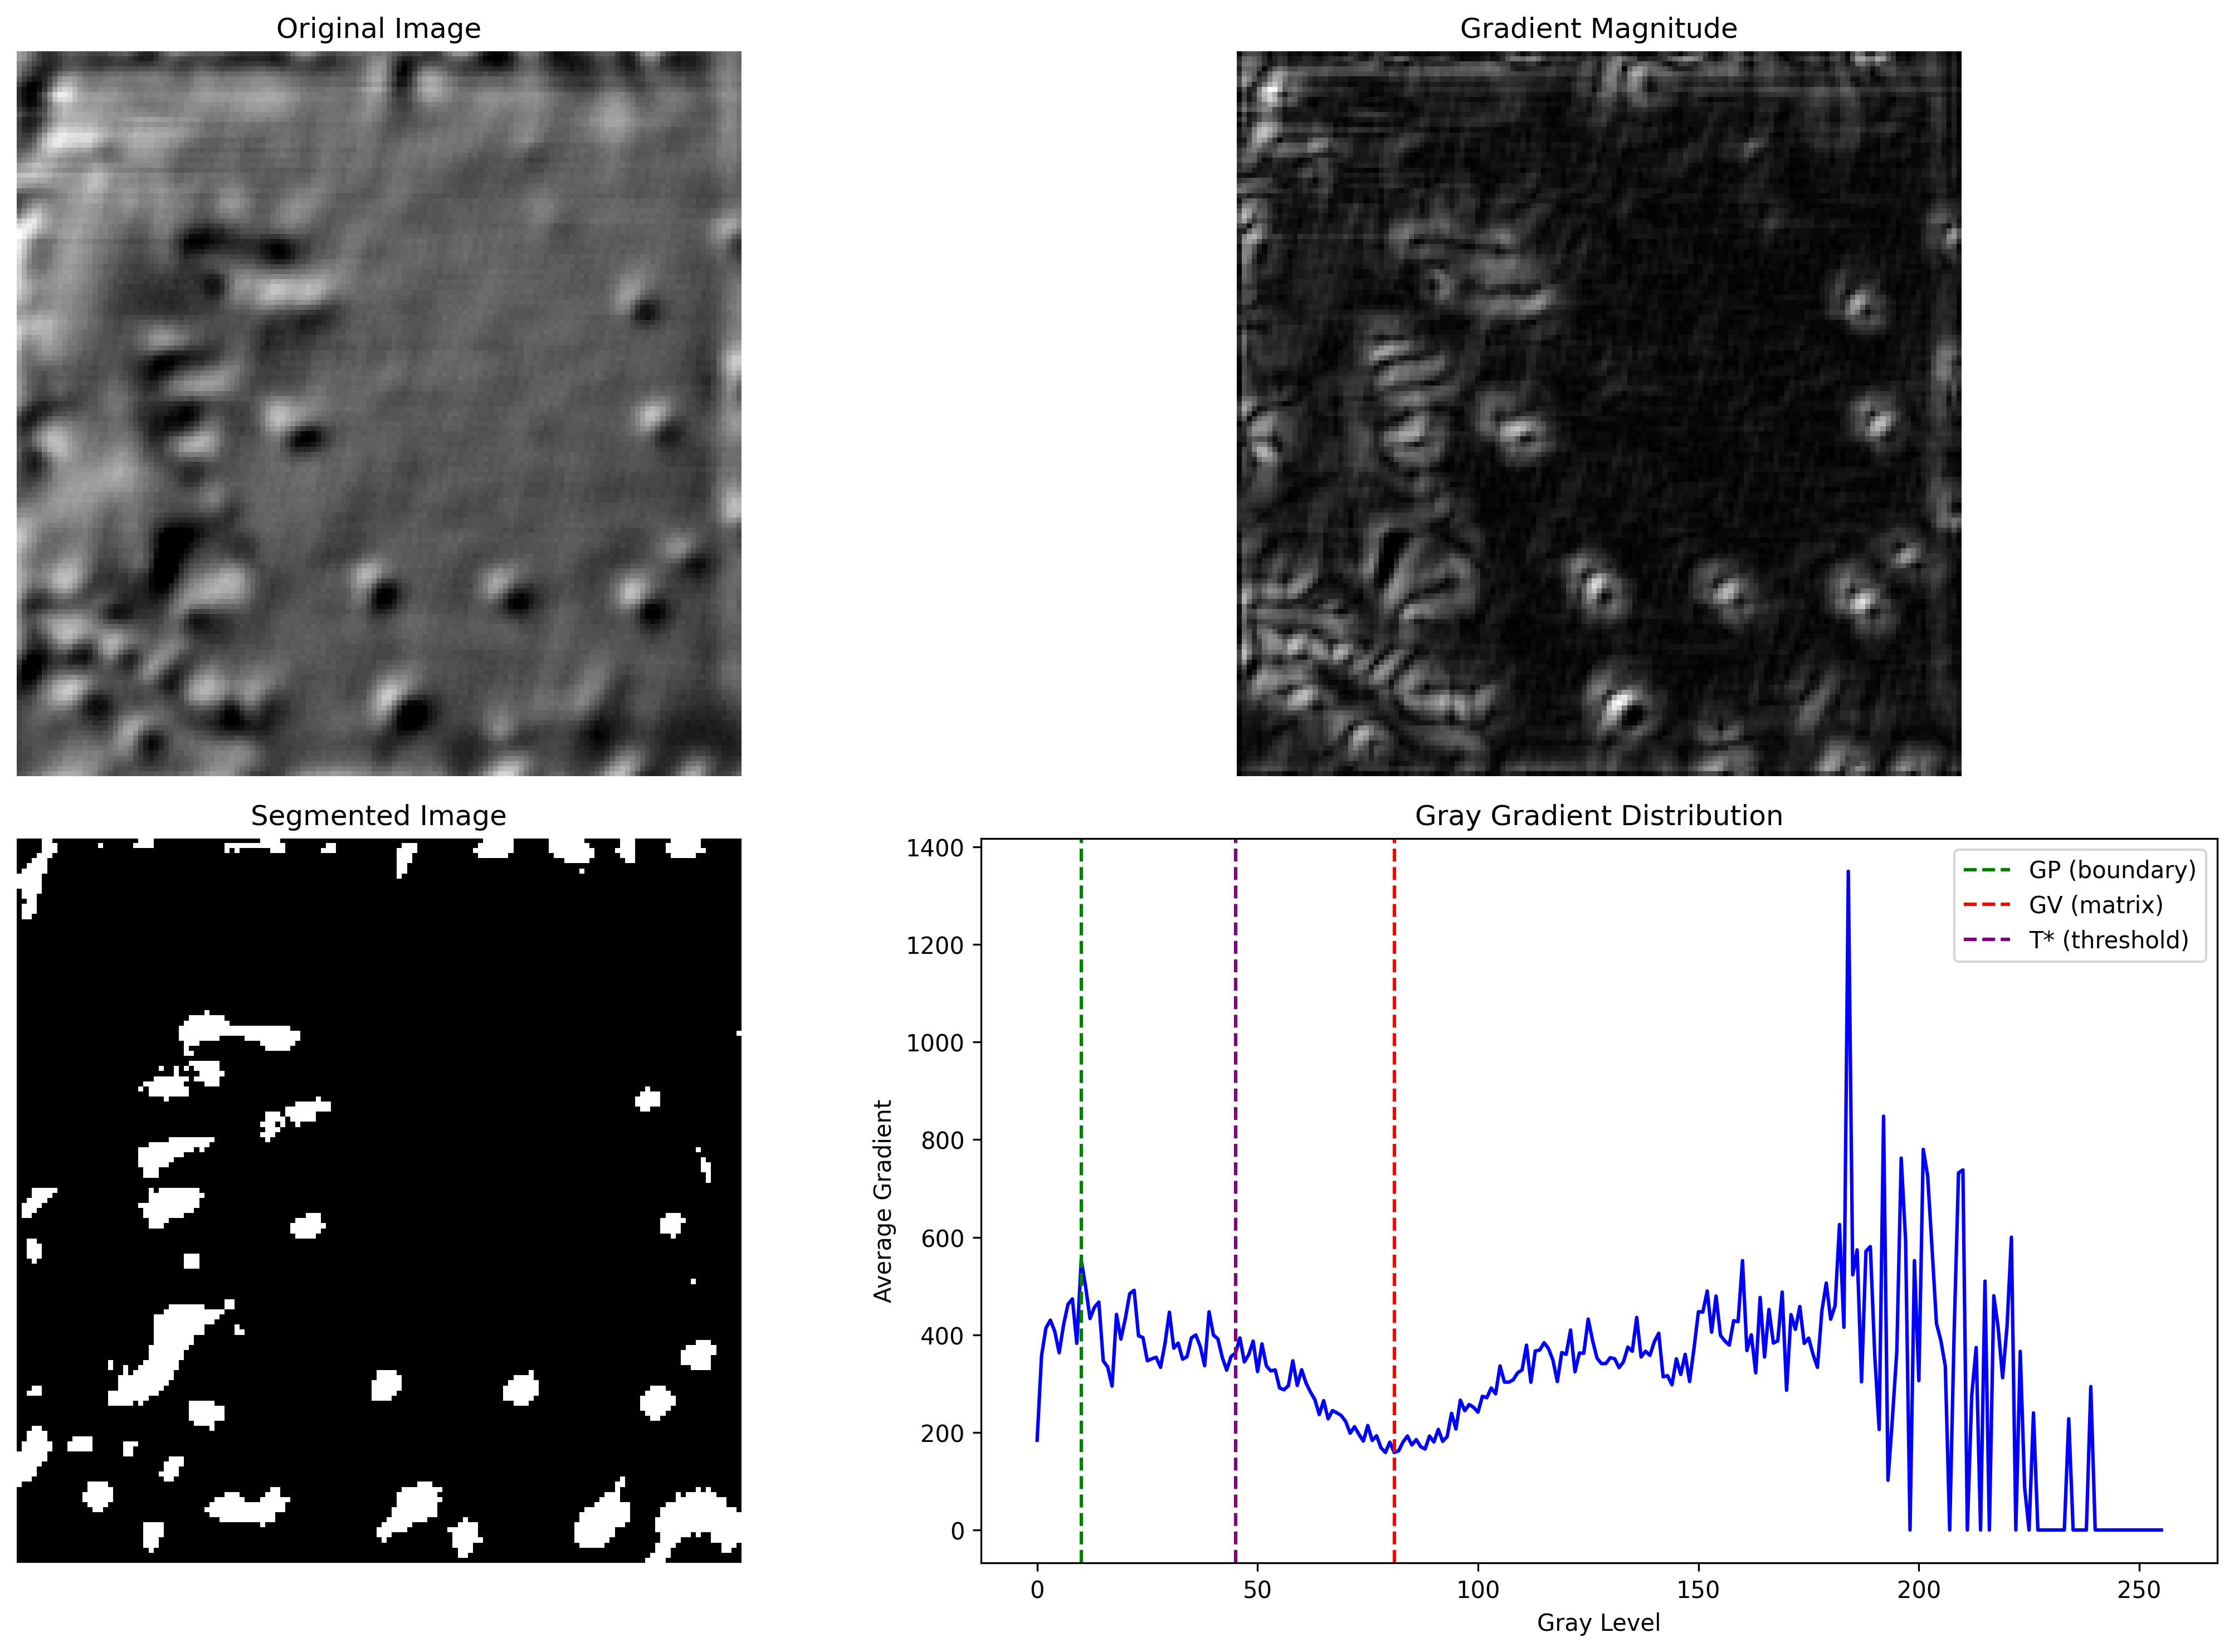 Original Image
Gradient Magnitude
Segmented Image
Gray Gradient Distribution
1400
1200
1000
800
600
400
200
0
Average Gradient
GP (boundary)
GV (matrix)
T* (threshold)
0 50 100 150 200 250
Gray Level